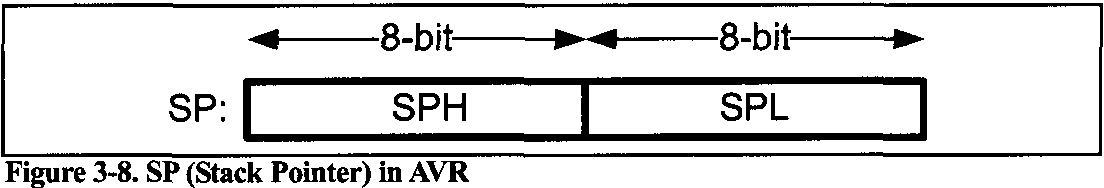 8-bit 8-bit
SP: SPH SPL
Figure 3-8. SP (Stack Pointer) in AVR